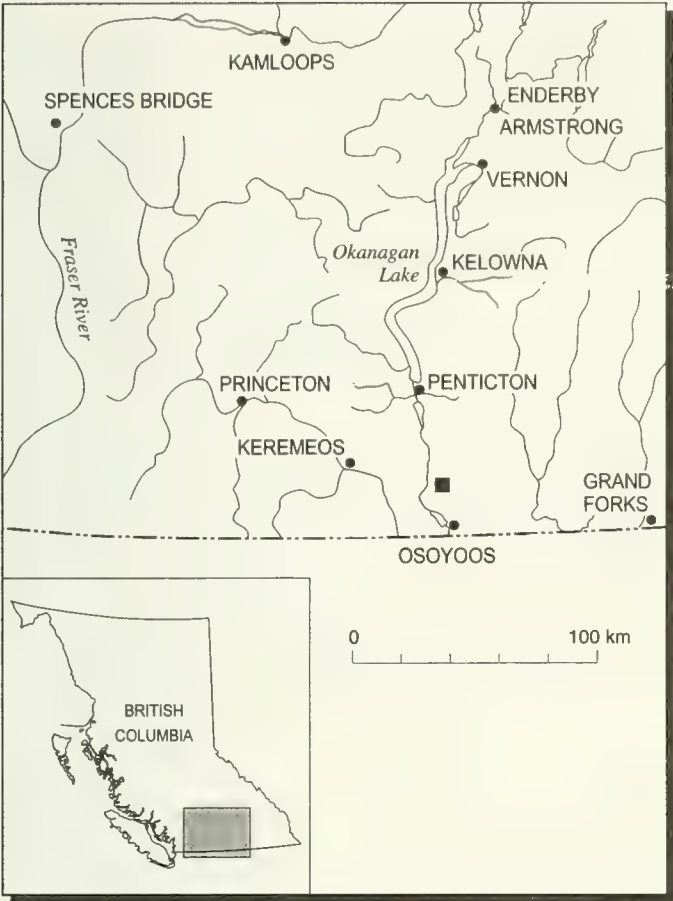 KAMLOOPS
SPENCES BRIDGE
ENDERBY
ARMSTRONG
VERNON
Fraser River
Okanagan
Lake
KELOWNA
PRINCETON
PENTICTON
KEREMEOS
GRAND
FORKS
OSOYOOS
0 100 km
BRITISH
COLUMBIA